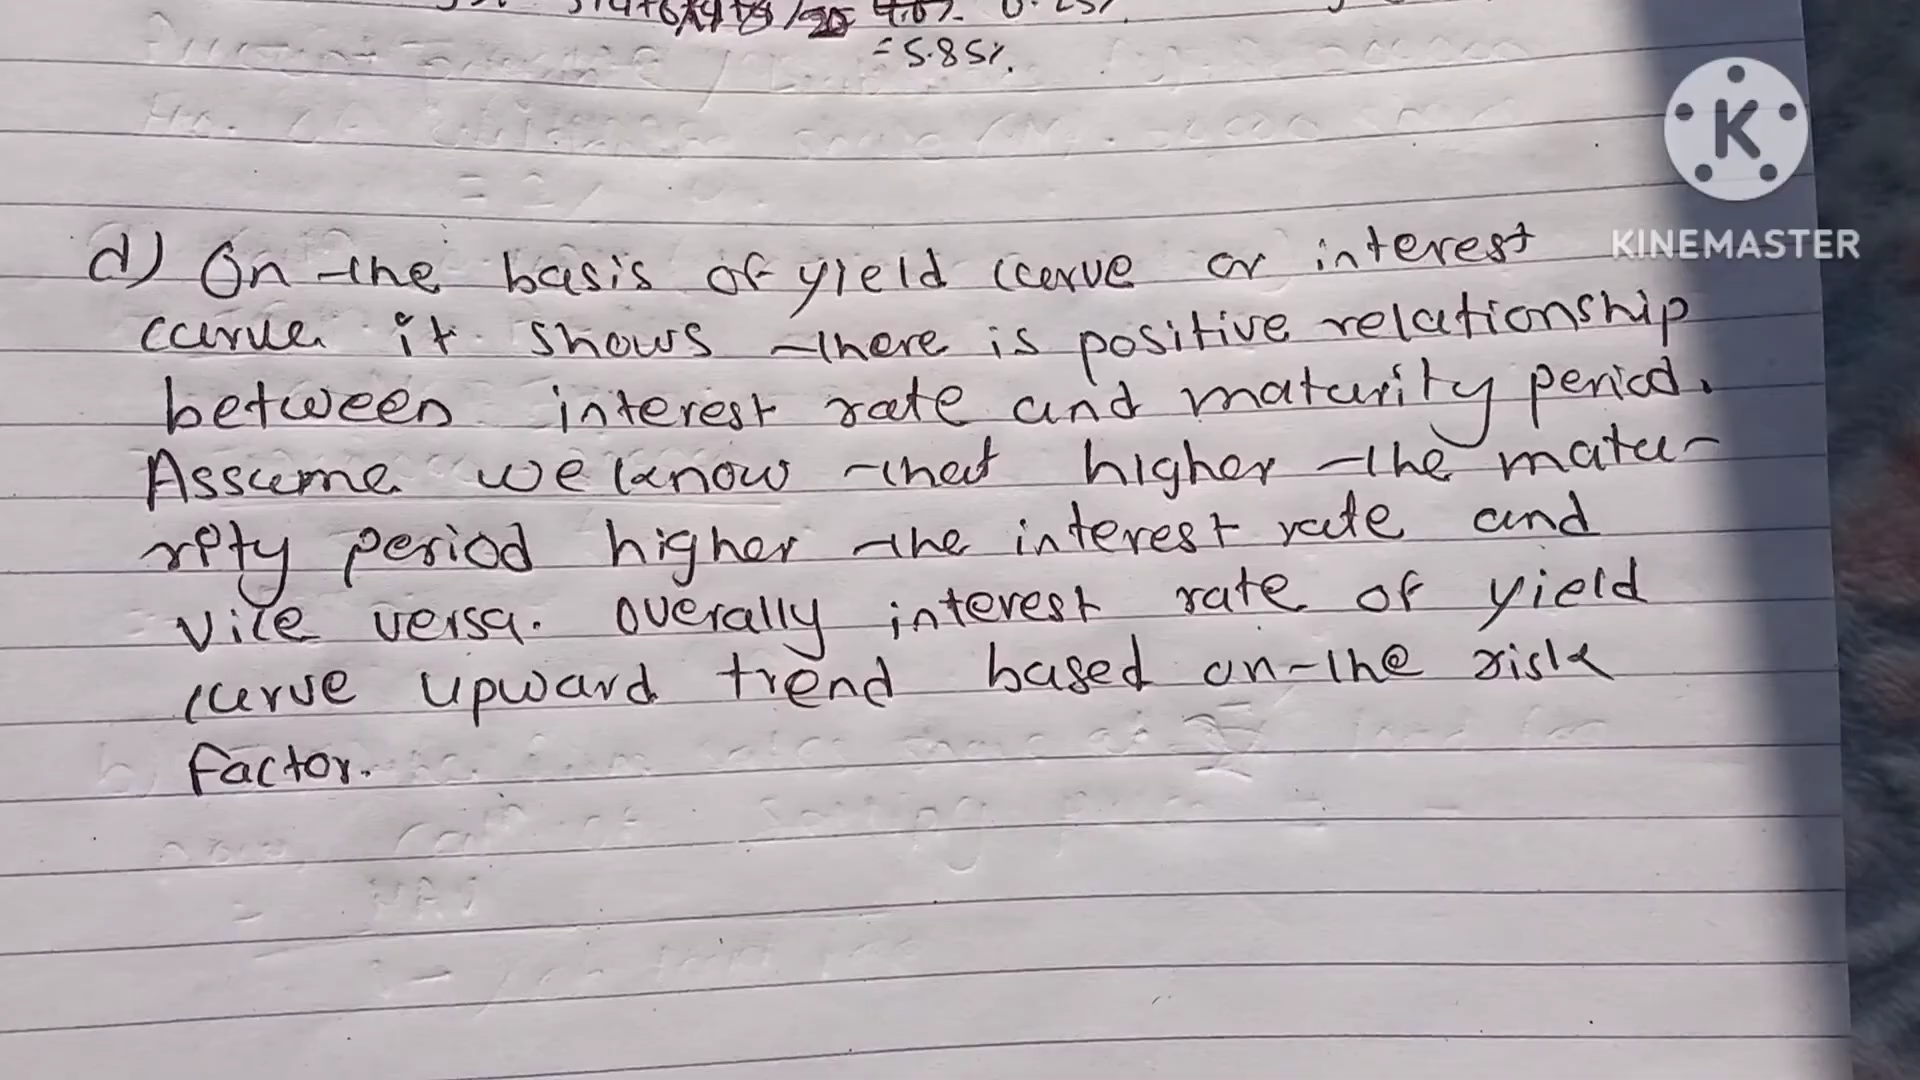 = 5.85%.
K
KINEMASTER
d) On the basis of yield curve or interest
curve it shows there is positive relationship
between interest rate and maturity period.
Assume we know that higher the matu-
rity period higher the interest rate and
vice versa. Overally interest rate of yield
curve upward trend based on the risk
factor.